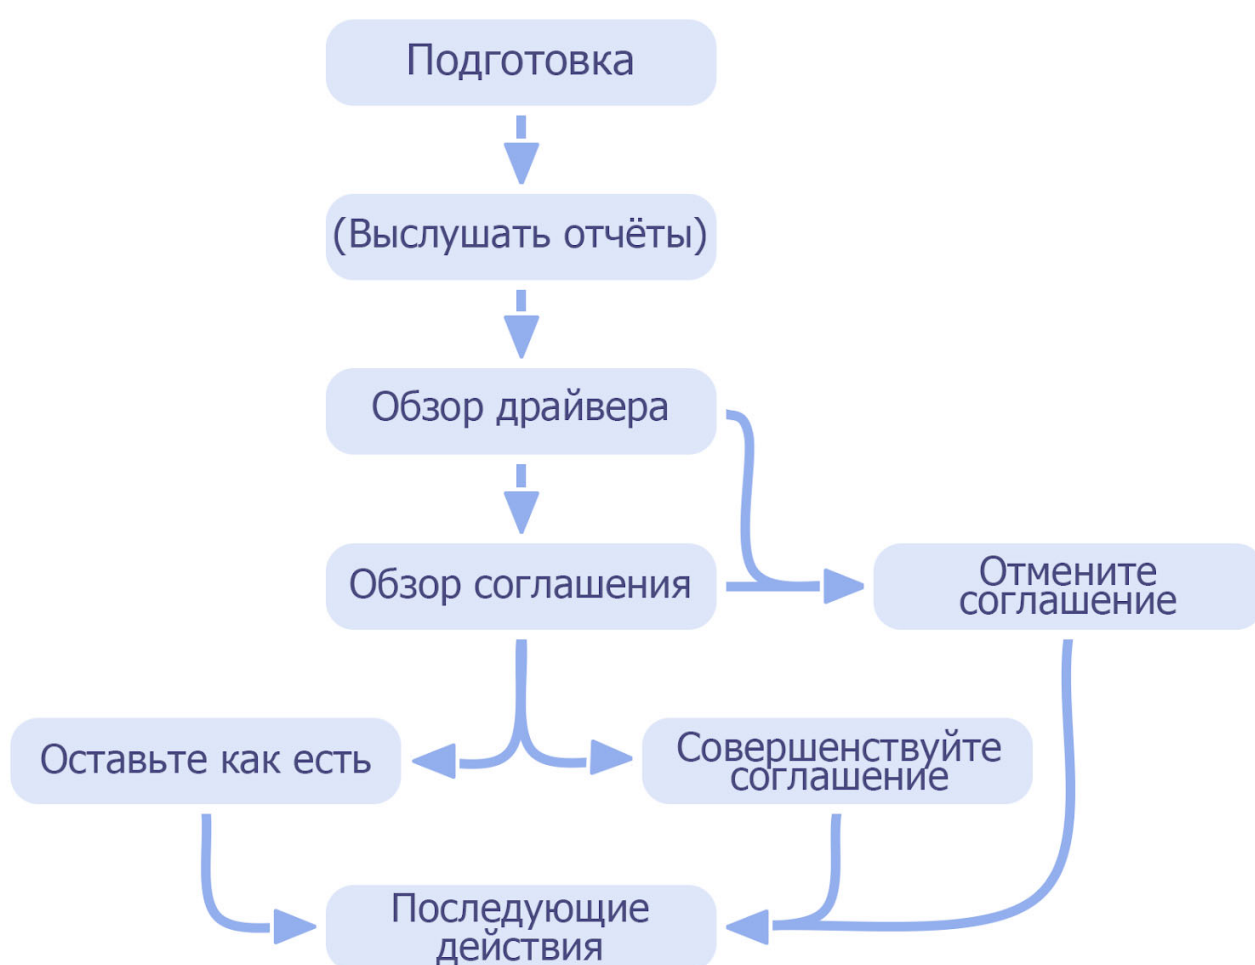 Подготовка
(Выслушать отчёты)
Обзор драйвера
Обзор соглашения
Отмените
соглашение
Оставьте как есть
Совершенствуйте
соглашение
Последующие
действия